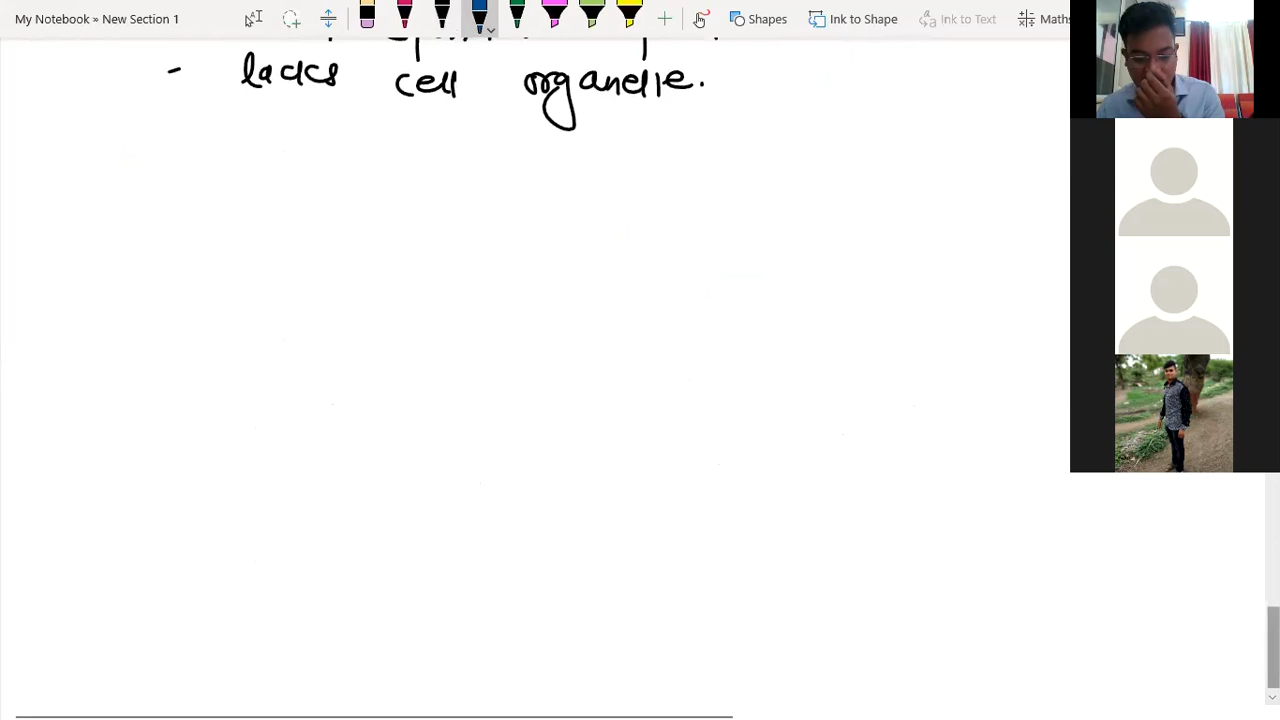 My Notebook » New Section 1
Shapes
Ink to Shape
Ink to Text
Maths
- lacks cell organelle.